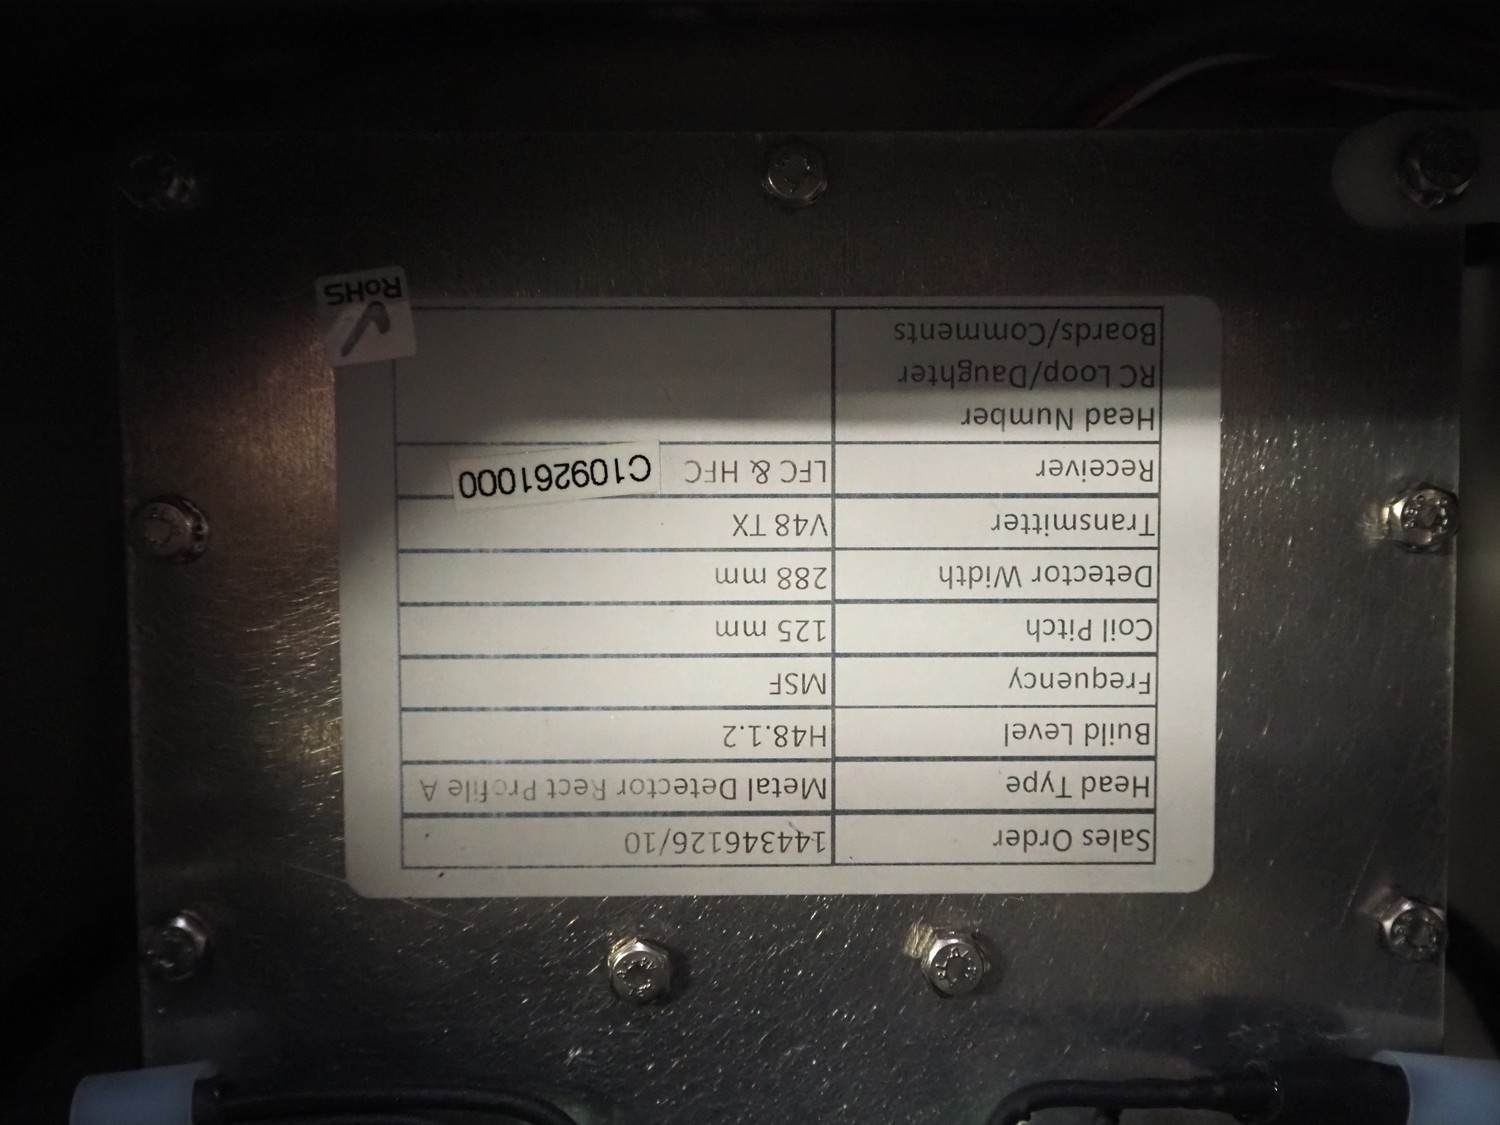 Sales Order 144346126/10
Head Type Metal Detector Rect Profile A
Build Level H48.1.2
Frequency MSF
Coil Pitch 125 mm
Detector Width 288 mm
Transmitter V48 TX
Receiver LFC & HFC C109261000
Head Number
RC Loop/Daughter
Boards/Comments
RoHS